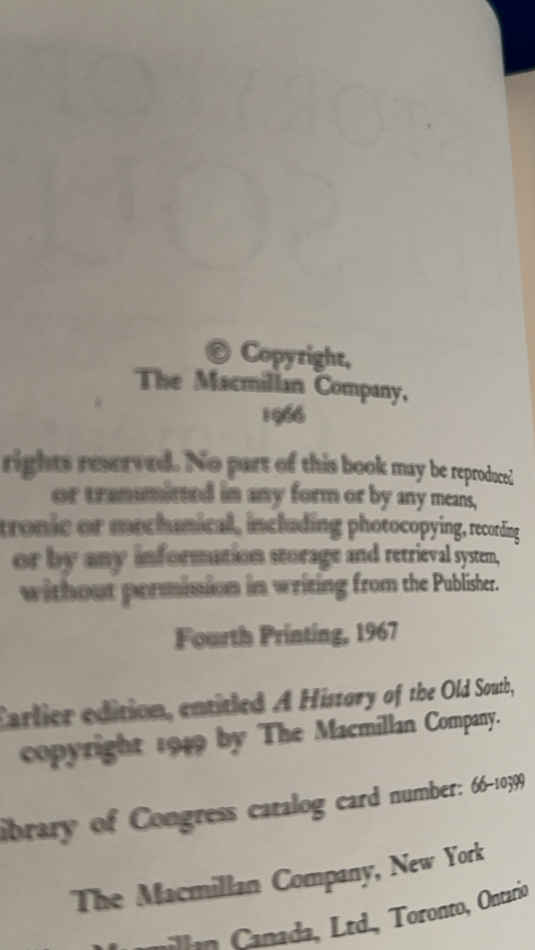 © Copyright,
The Macmillan Company,
1966
rights reserved. No part of this book may be reproduced
or transmitted in any form or by any means,
tronic or mechanical, including photocopying, recording
or by any information storage and retrieval system,
without permission in writing from the Publisher.
Fourth Printing, 1967
Earlier edition, entitled A History of the Old South,
copyright 1949 by The Macmillan Company.
ibrary of Congress catalog card number: 66-10399
The Macmillan Company, New York
Macmillan Canada, Ltd., Toronto, Ontario